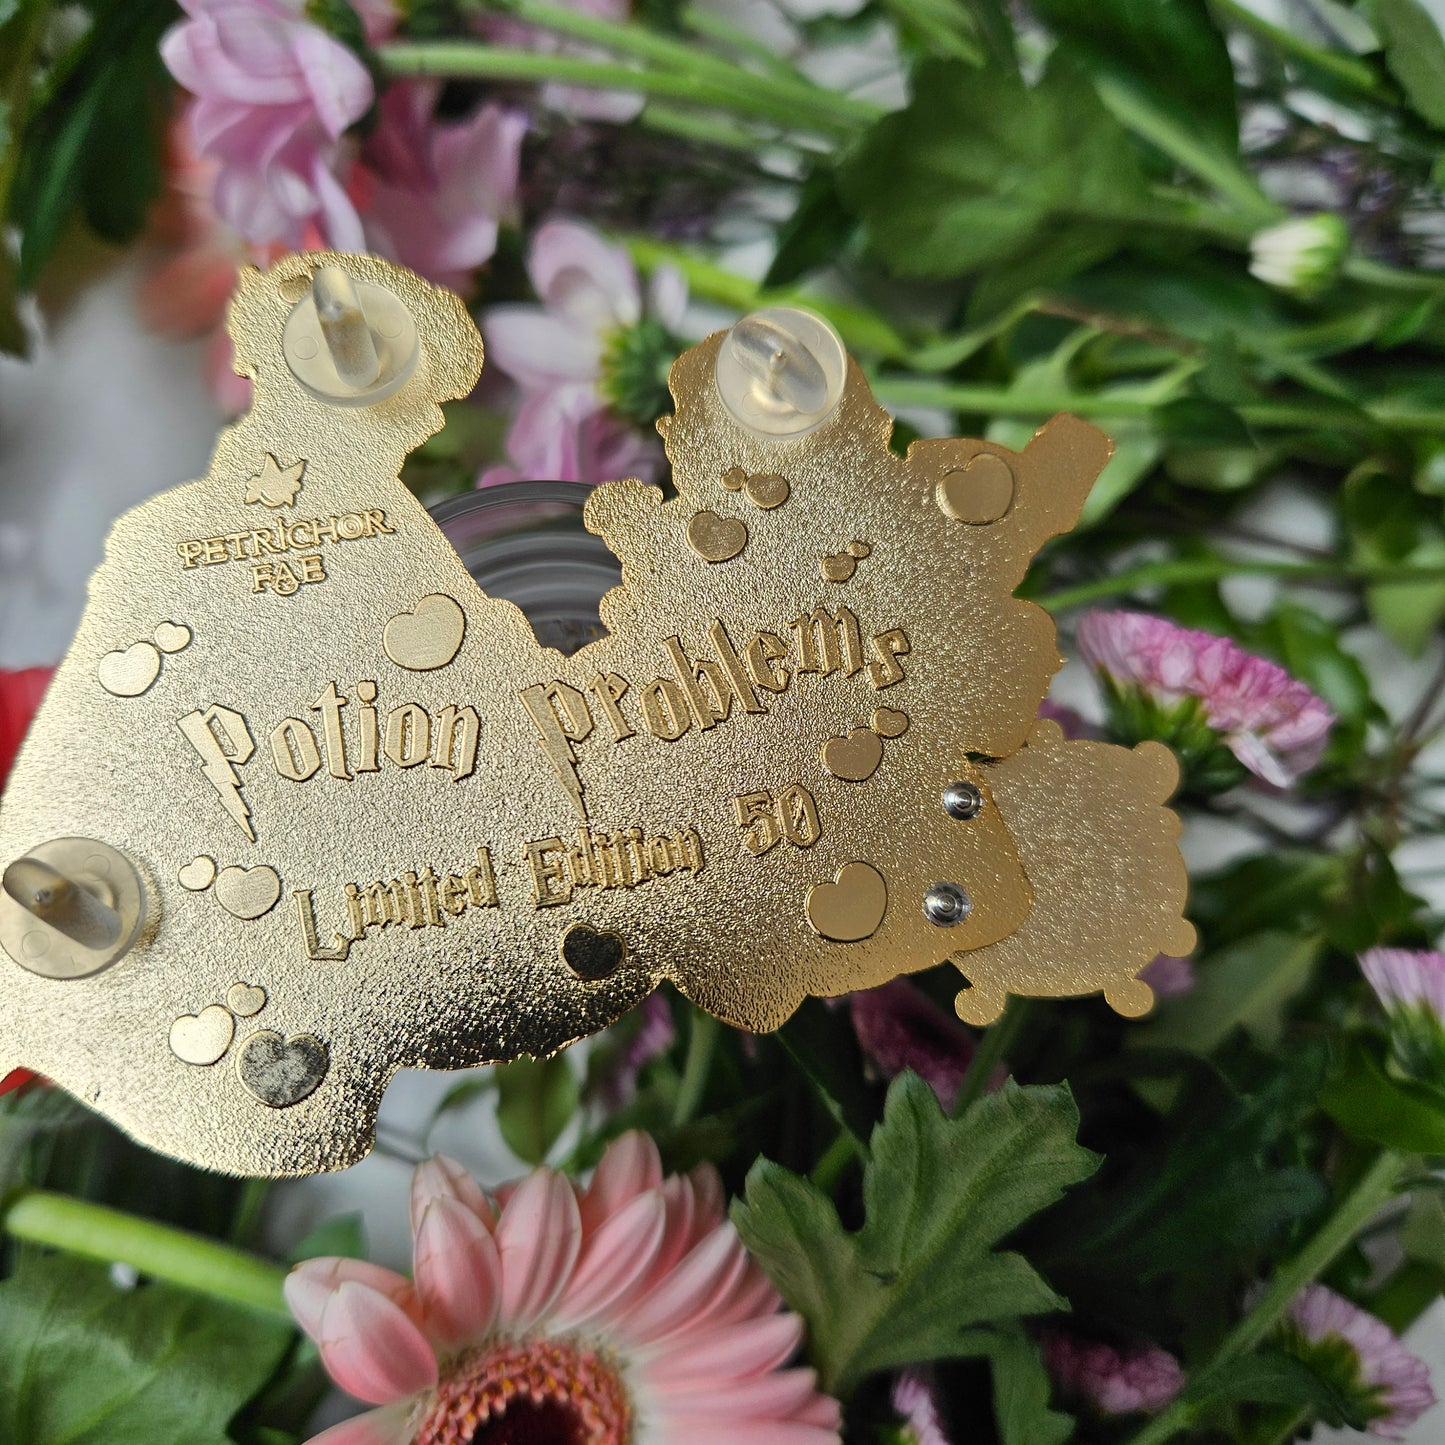 PETRICHOR
FAE
Potion Problems
Limited Edition 50